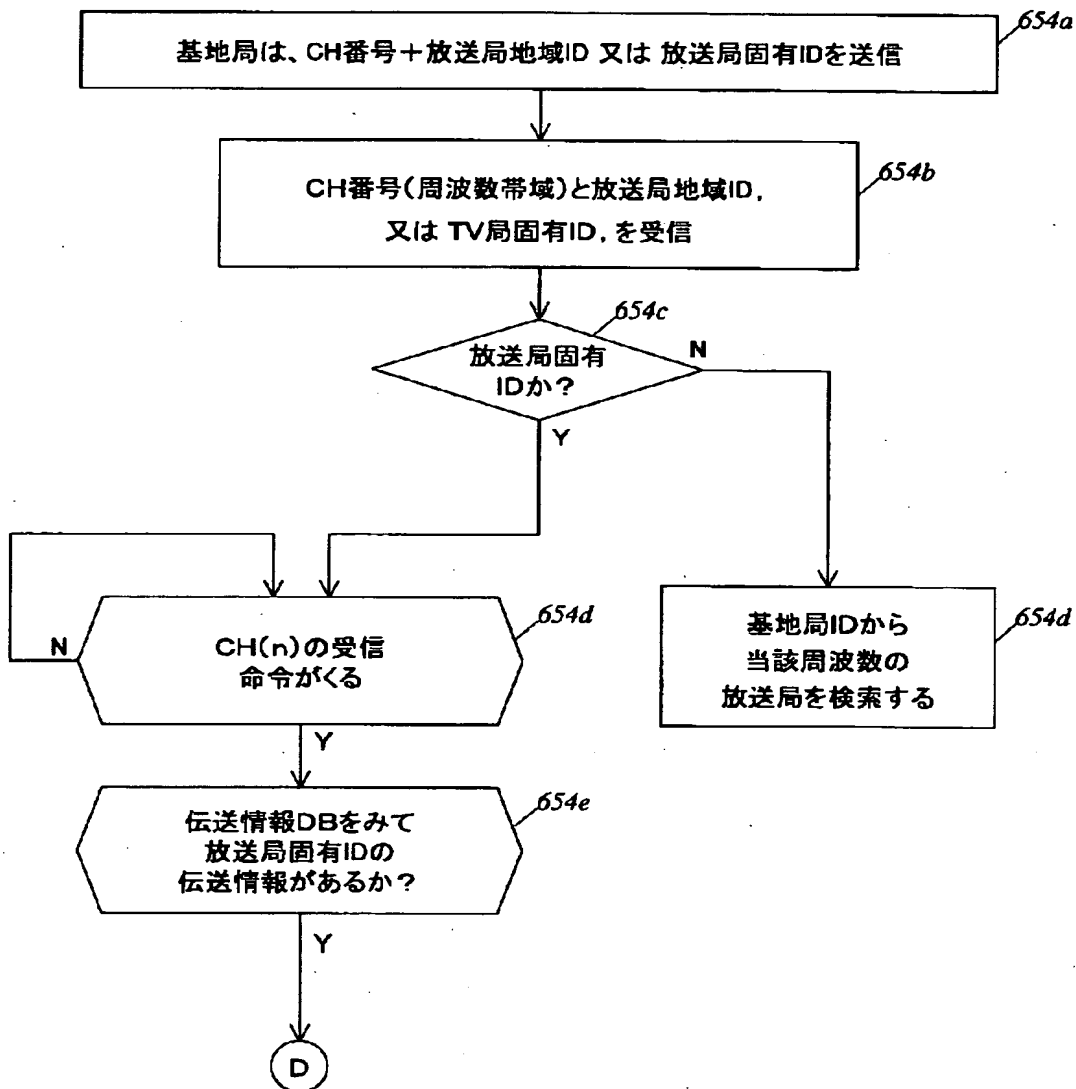 654a
基地局は、CH番号＋放送局地域ID 又は 放送局固有IDを送信
654b
CH番号(周波数帯域)と放送局地域ID,
又は TV局固有ID, を受信
654c
放送局固有
IDか?
N
Y
654d
CH(n)の受信
命令がくる
N
Y
654d
基地局IDから
当該周波数の
放送局を検索する
654e
伝送情報DBをみて
放送局固有IDの
伝送情報があるか?
Y
D